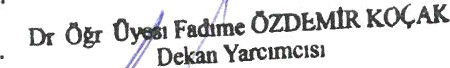 Dr Öğr Üyesi Fadime ÖZDEMİR KOÇAK
Dekan Yarcımcısı